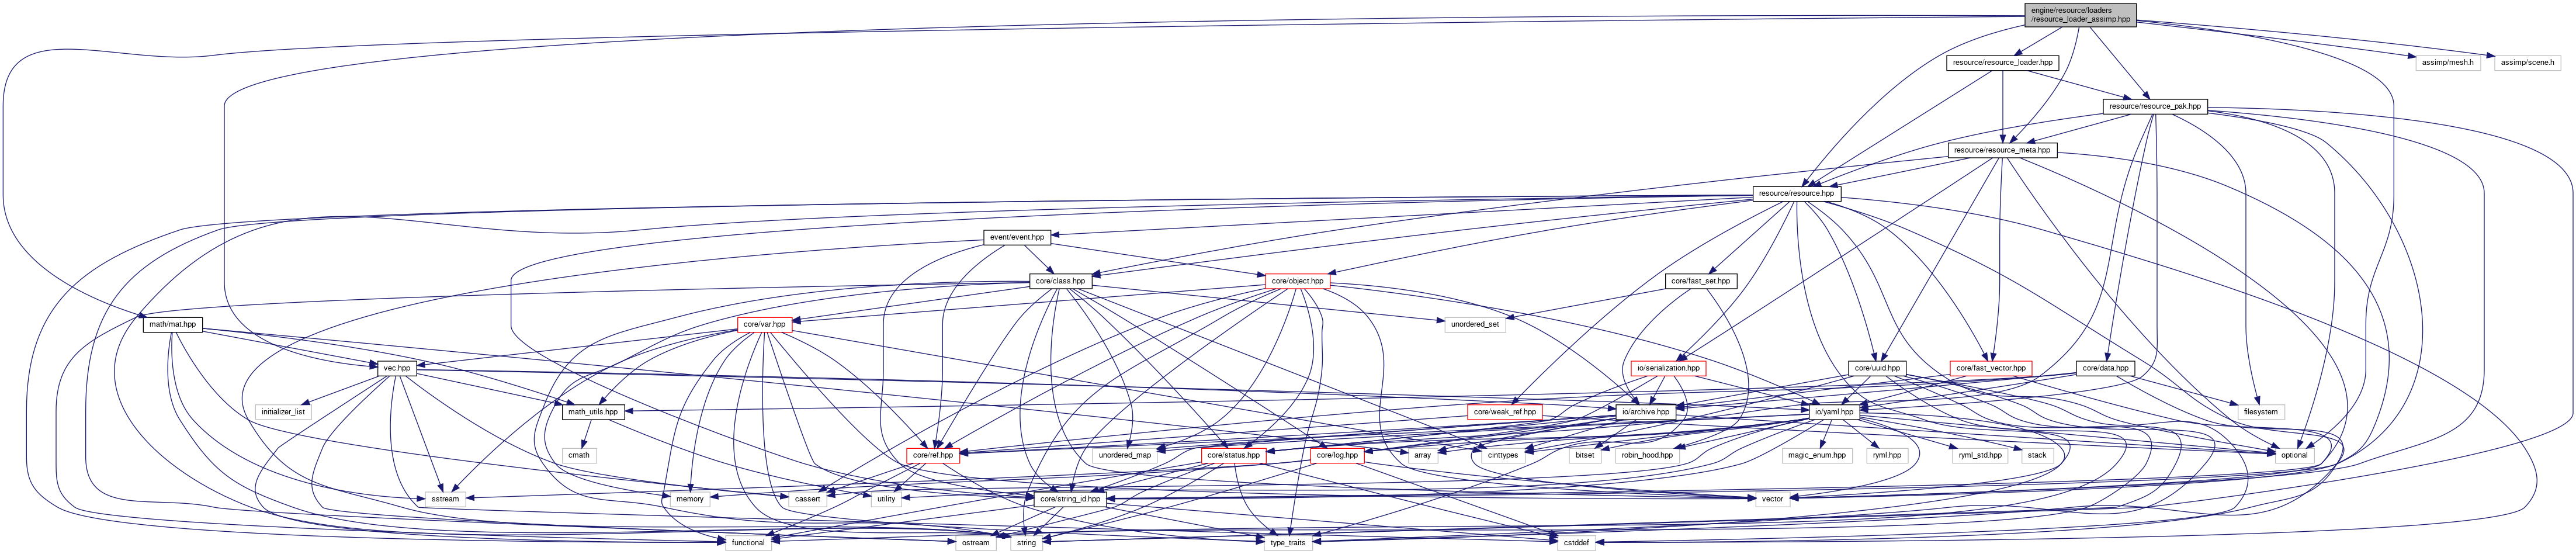 engine/resource/loaders
/resource_loader_assimp.hpp
resource/resource_loader.hpp
assimp/mesh.h
assimp/scene.h
resource/resource_pak.hpp
resource/resource_meta.hpp
resource/resource.hpp
event/event.hpp
core/class.hpp
core/object.hpp
core/fast_set.hpp
math/mat.hpp
core/var.hpp
unordered_set
vec.hpp
io/serialization.hpp
core/uuid.hpp
core/fast_vector.hpp
core/data.hpp
initializer_list
math_utils.hpp
core/weak_ref.hpp
io/archive.hpp
io/yaml.hpp
filesystem
cmath
core/ref.hpp
unordered_map
core/status.hpp
core/log.hpp
array
cinttypes
bitset
robin_hood.hpp
magic_enum.hpp
ryml.hpp
ryml_std.hpp
stack
optional
sstream
memory
cassert
utility
core/string_id.hpp
vector
functional
ostream
string
type_traits
cstddef